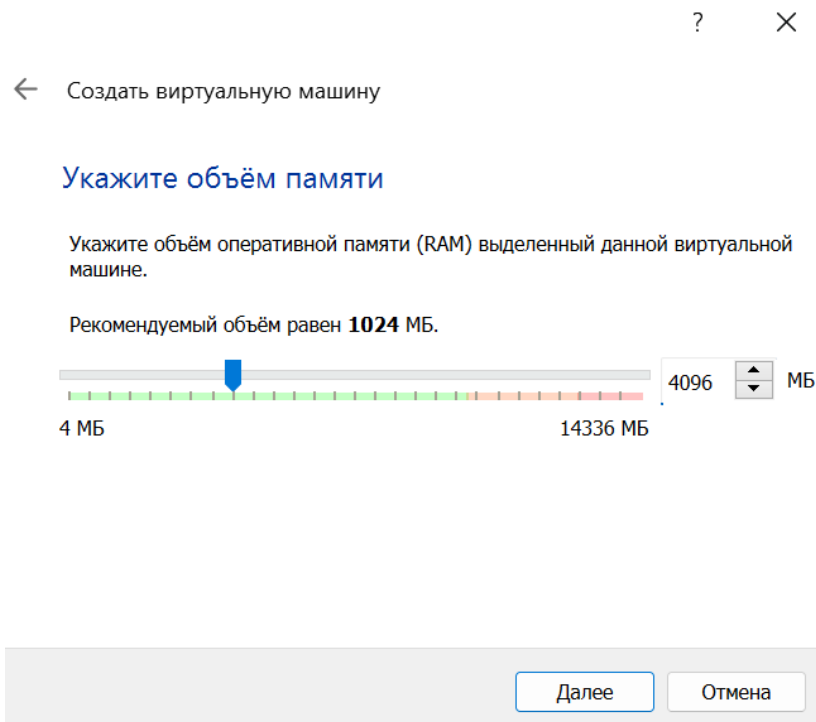 ?
Создать виртуальную машину
Укажите объём памяти
Укажите объём оперативной памяти (RAM) выделенный данной виртуальной
машине.
Рекомендуемый объём равен 1024 МБ.
4096 МБ
4 МБ 14336 МБ
Далее Отмена